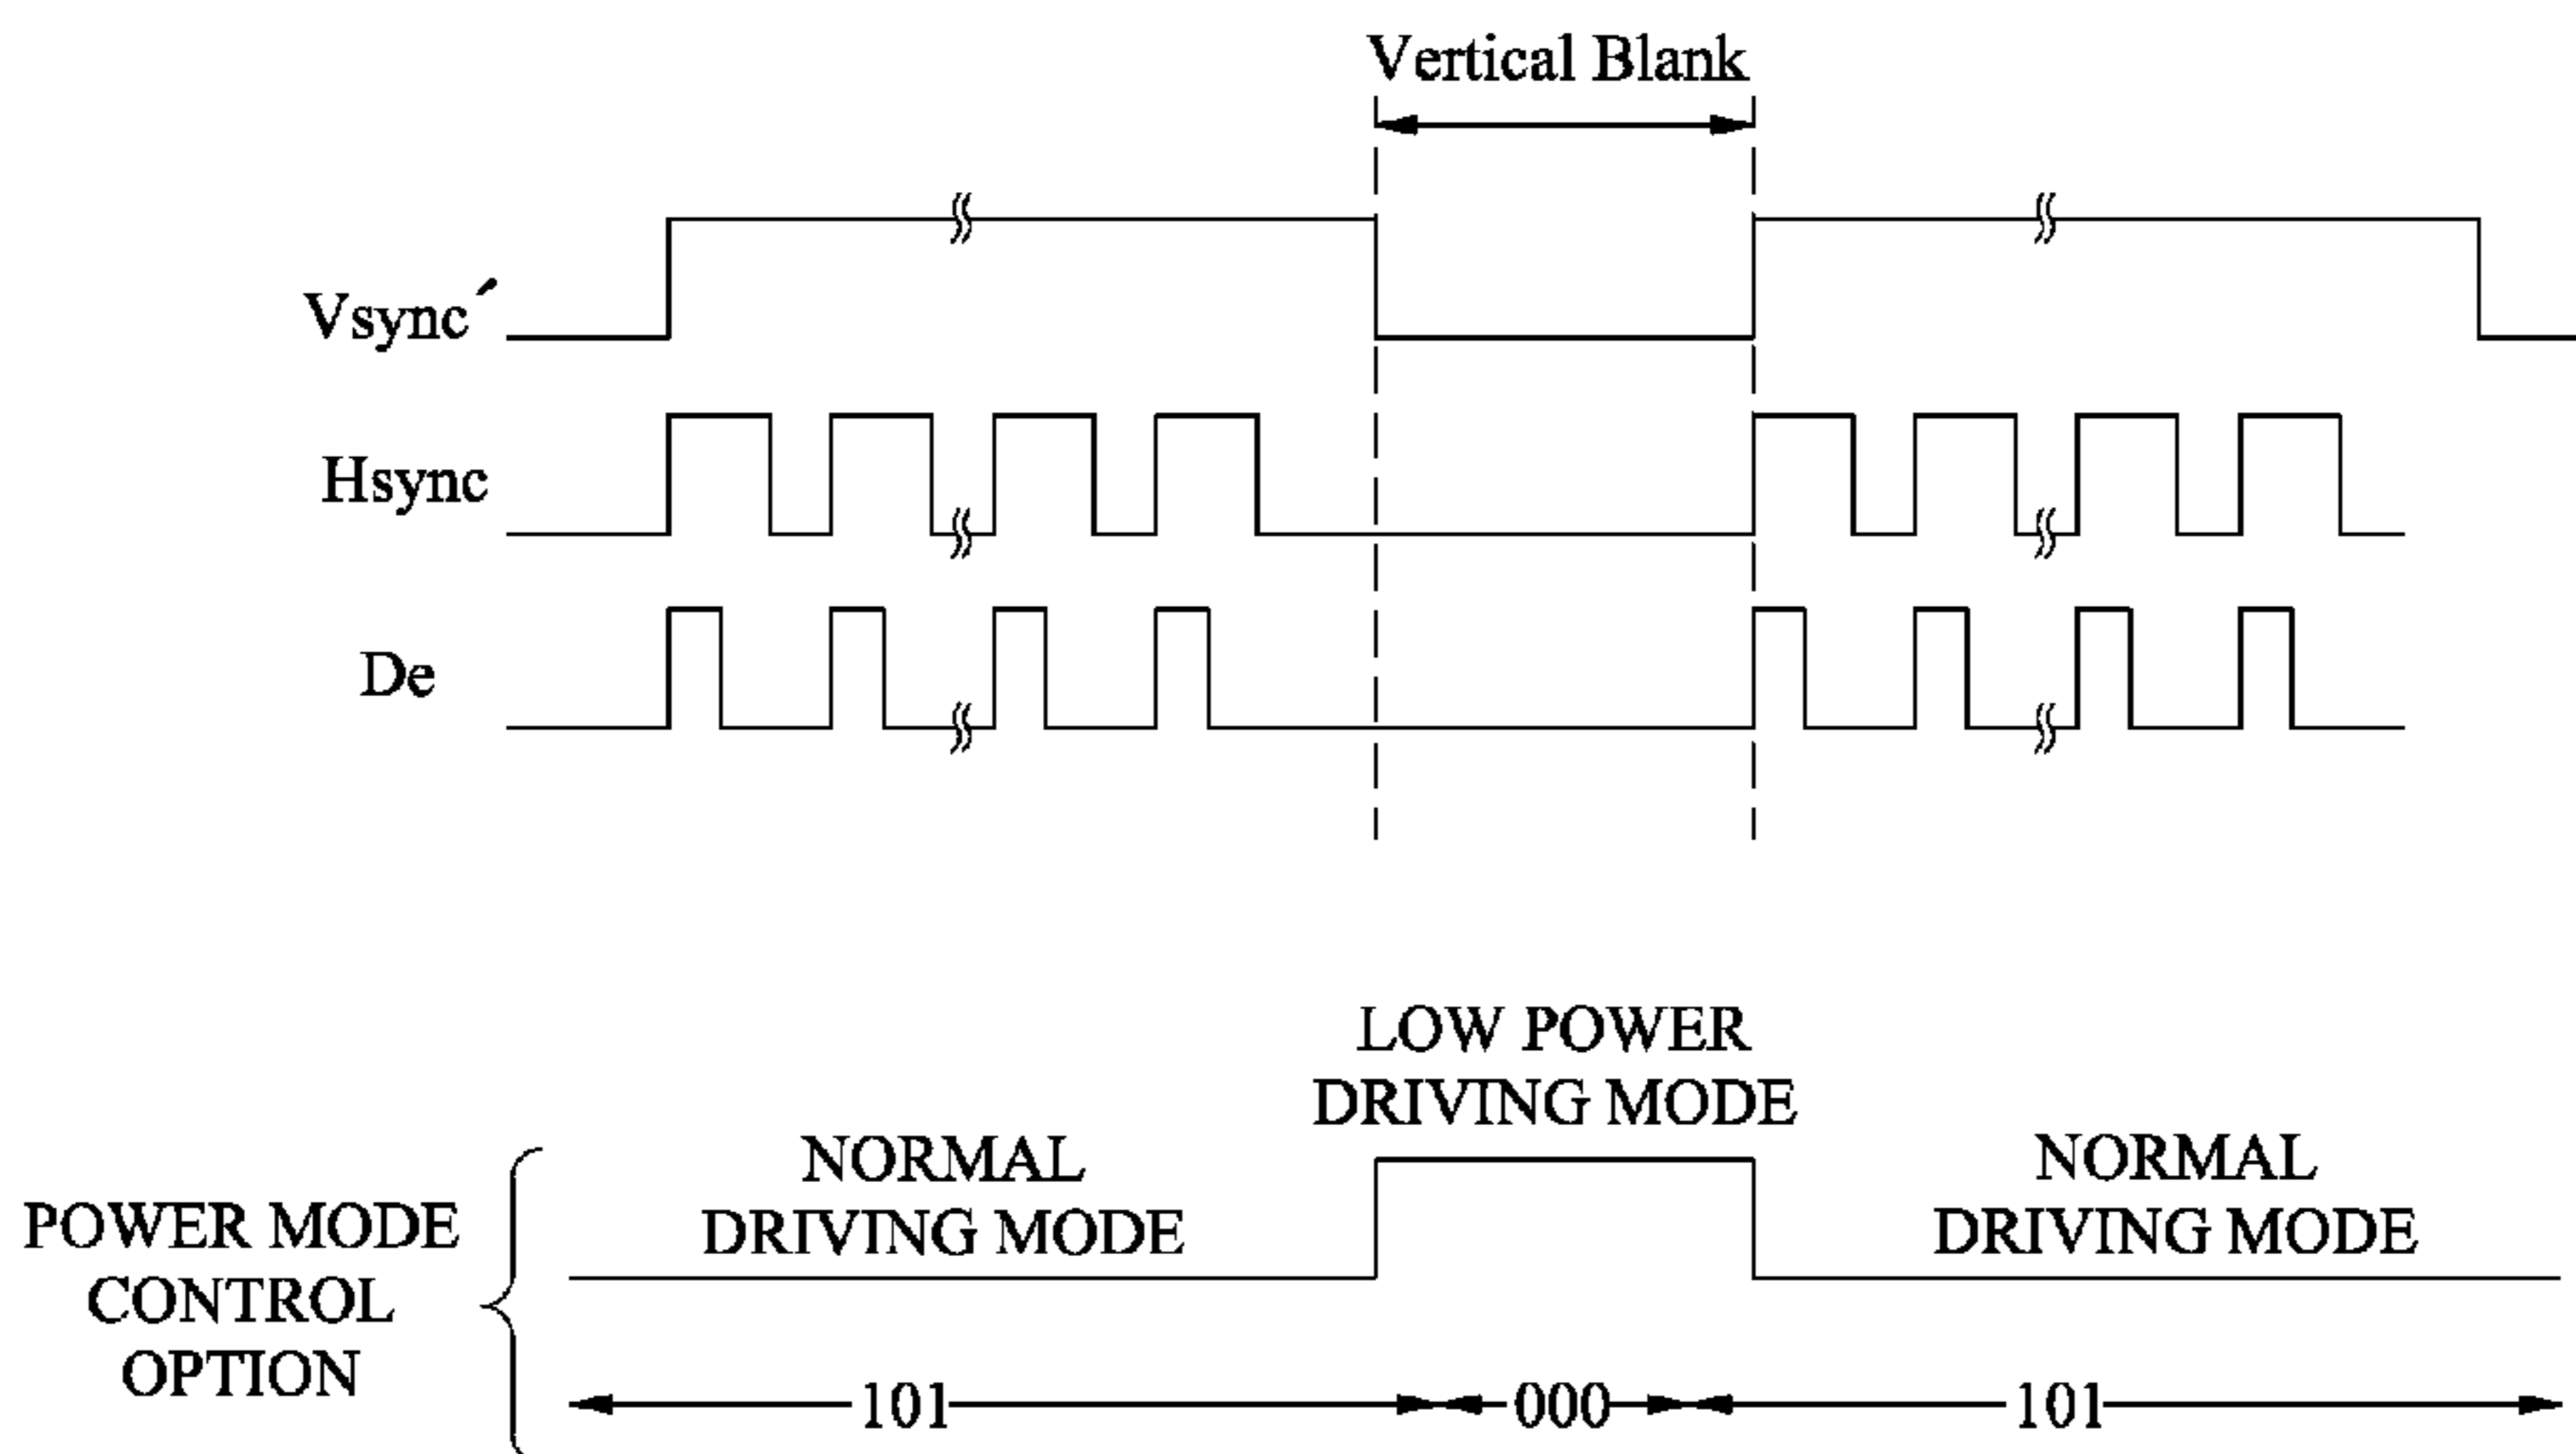 Vertical Blank
Vsync´
Hsync
De
LOW POWER
DRIVING MODE
NORMAL
DRIVING MODE
NORMAL
DRIVING MODE
POWER MODE
CONTROL
OPTION
101
000
101